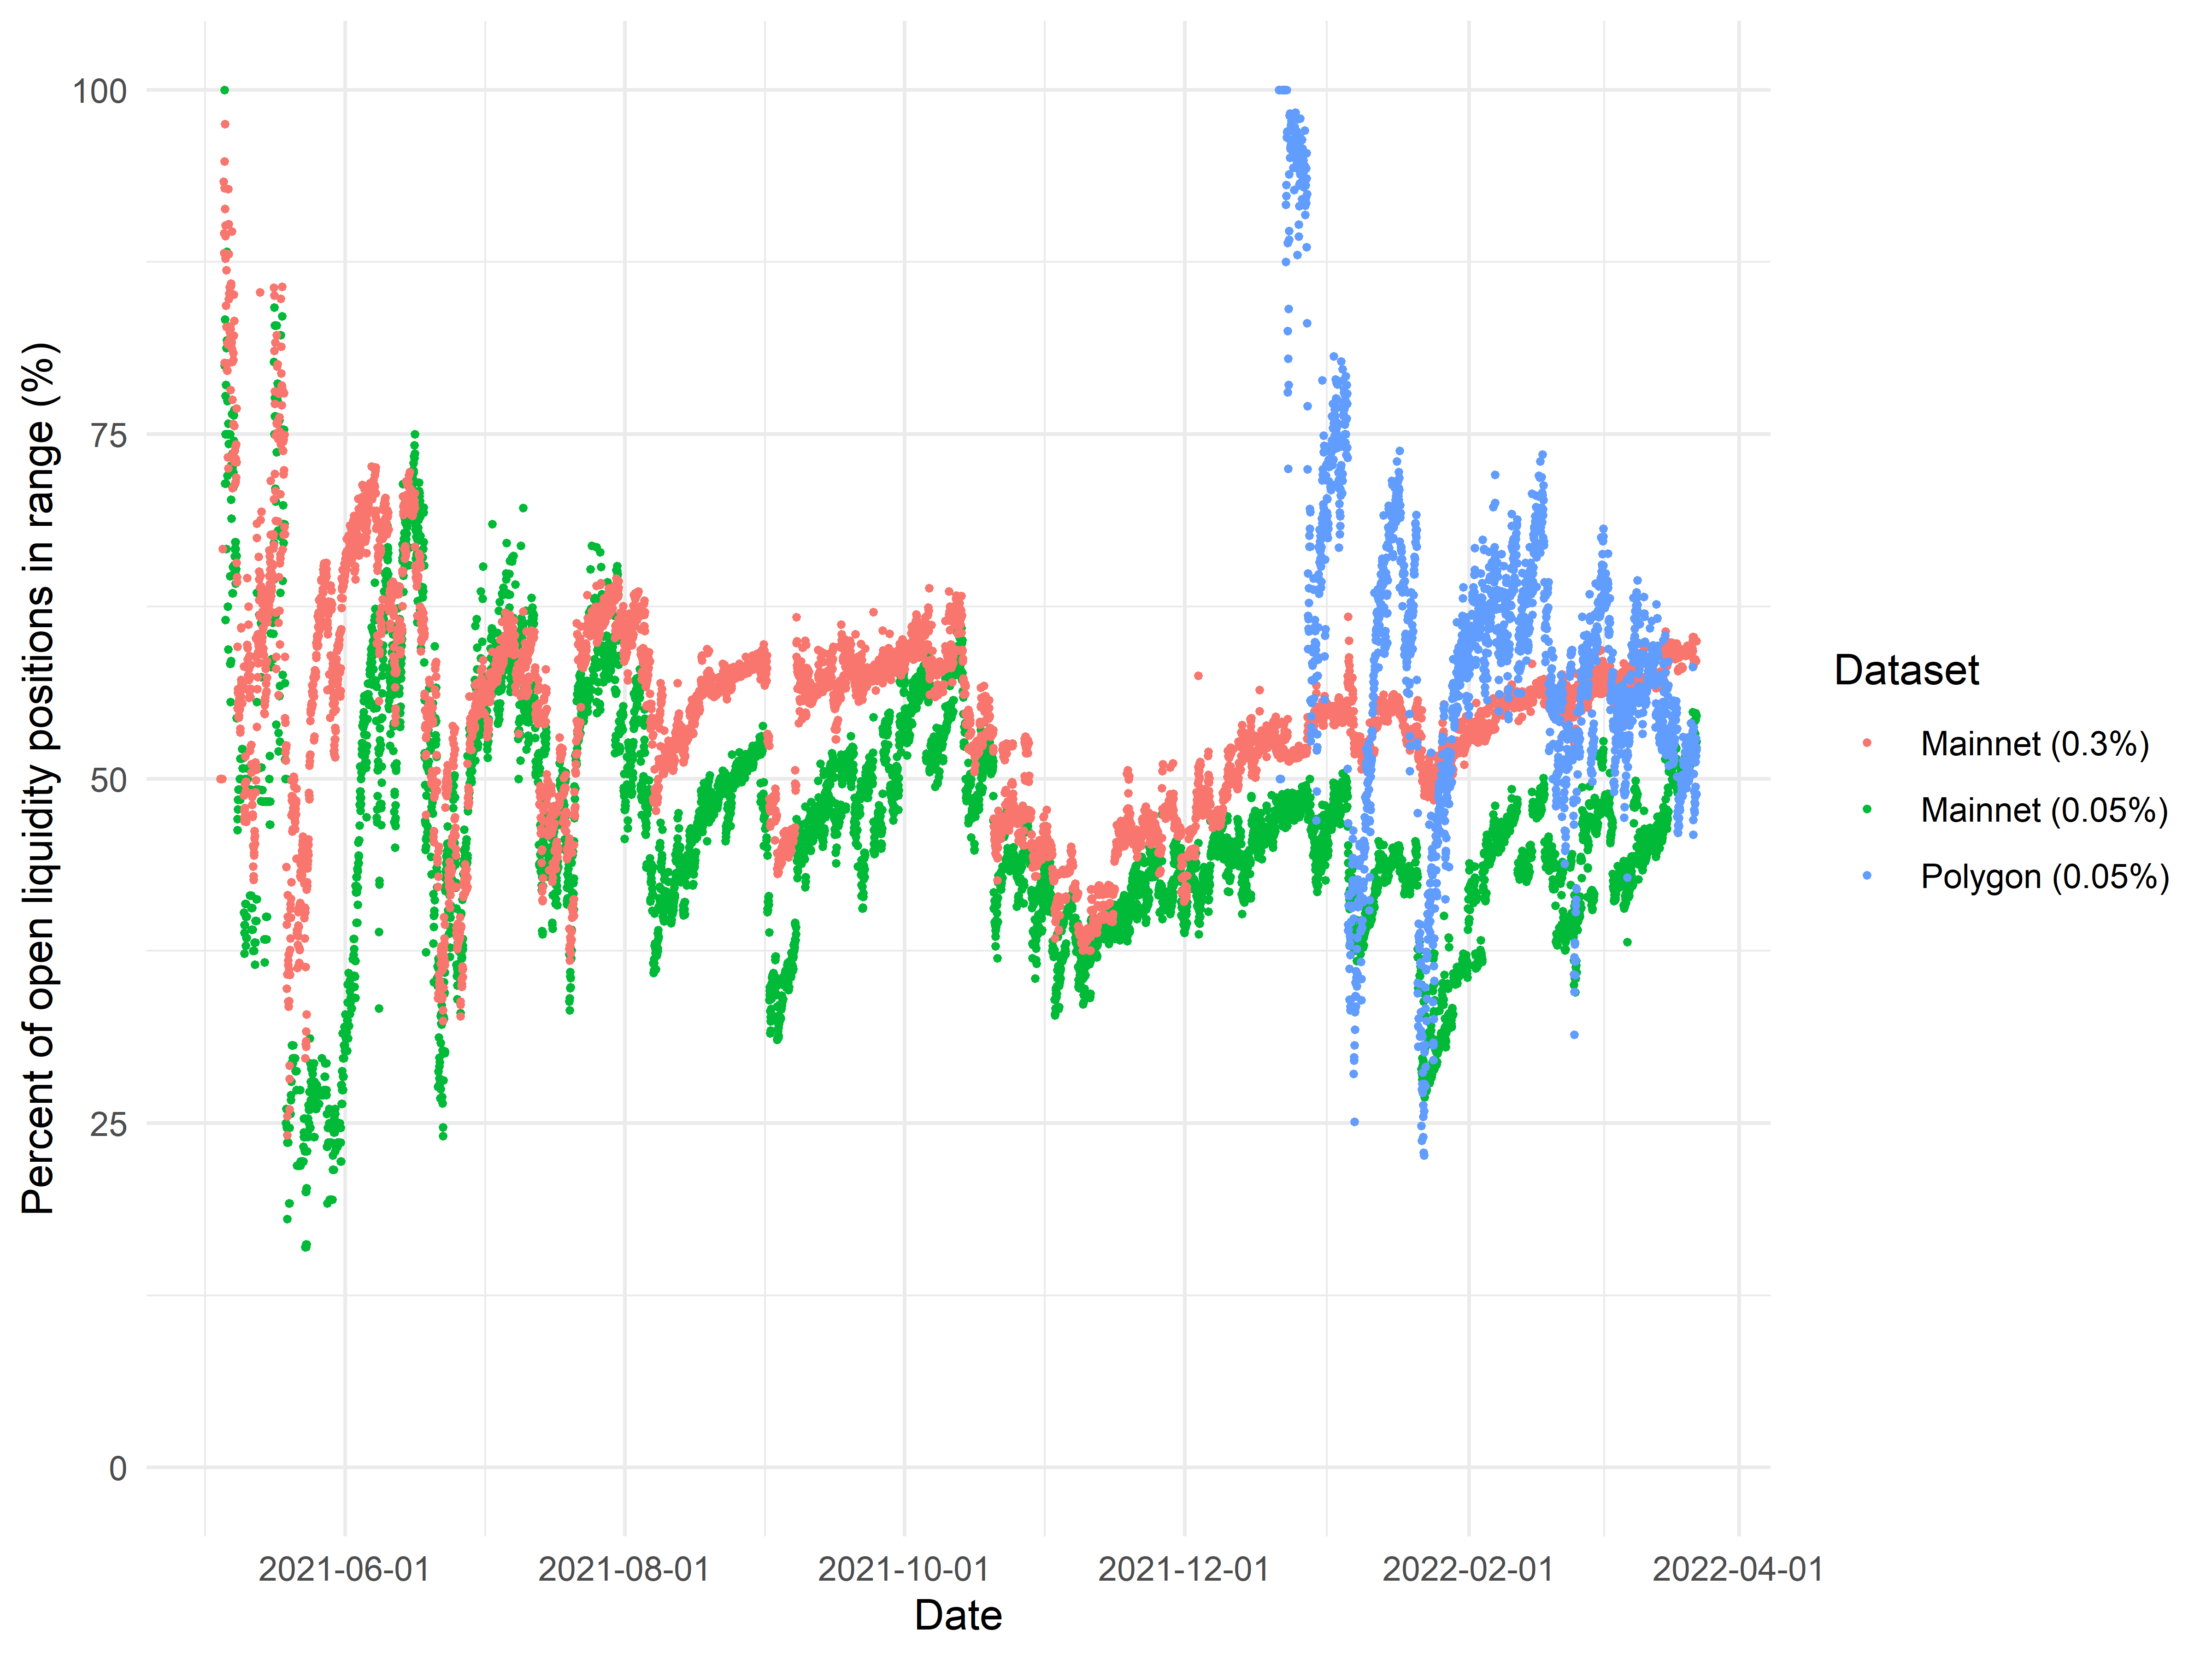 Percent of open liquidity positions in range (%)
100
75
50
25
0
2021-06-01
2021-08-01
2021-10-01
2021-12-01
2022-02-01
2022-04-01
Date
Dataset
Mainnet (0.3%)
Mainnet (0.05%)
Polygon (0.05%)